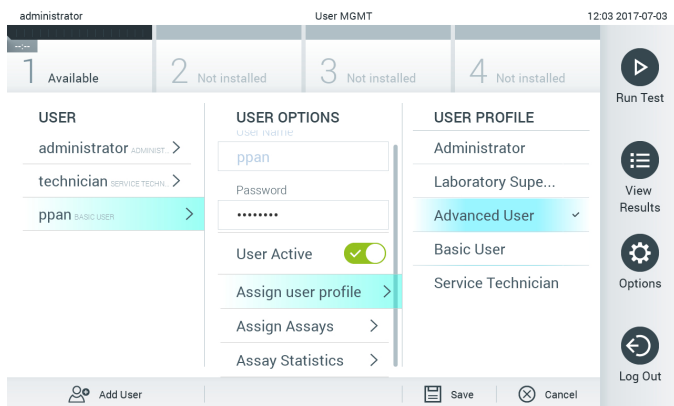 administrator User MGMT 12:03 2017-07-03
--:--
1 Available 2 Not installed 3 Not installed 4 Not installed
Run Test
USER USER OPTIONS USER PROFILE
User Name
administrator ADMINIST... Administrator
ppan
technician SERVICE TECHN... Laboratory Supe...
Password
View
Results
ppan BASIC USER •••••••• Advanced User
User Active Basic User
Assign user profile Service Technician
Options
Assign Assays
Assay Statistics
Log Out
Add User Save Cancel